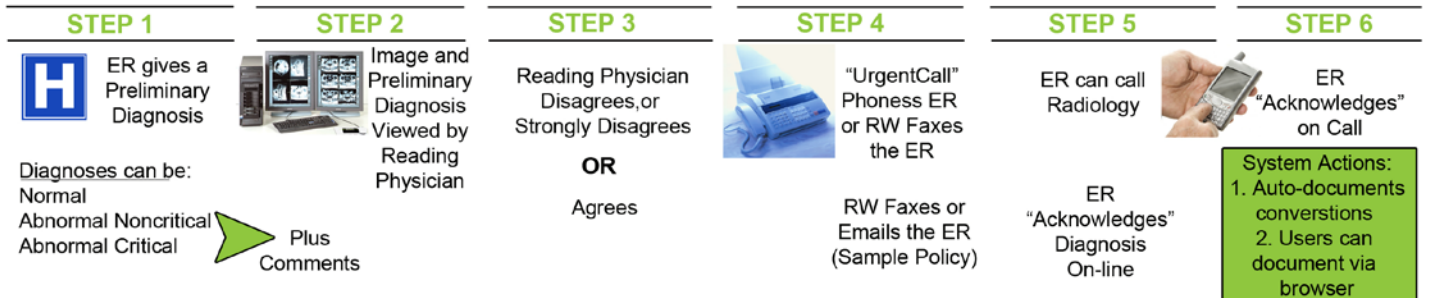 STEP 1
H
ER gives a
Preliminary
Diagnosis
Diagnoses can be:
Normal
Abnormal Noncritical
Abnormal Critical
Plus
Comments
STEP 2
Image and
Preliminary
Diagnosis
Viewed by
Reading
Physician
STEP 3
Reading Physician
Disagrees,or
Strongly Disagrees
OR
Agrees
STEP 4
“UrgentCall”
Phoness ER
or RW Faxes
the ER
RW Faxes or
Emails the ER
(Sample Policy)
STEP 5
ER can call
Radiology
ER
“Acknowledges”
Diagnosis
On-line
STEP 6
ER
“Acknowledges”
on Call
System Actions:
1. Auto-documents
converstions
2. Users can
document via
browser